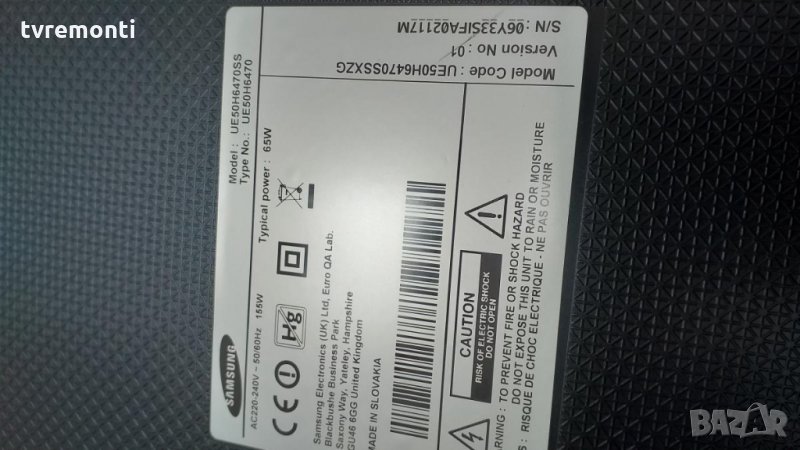 tvremonti
SAMSUNG
Model : UE50H6470SS
Type No.: UE50H6470
AC220-240V ~ 50/60Hz 155W
Typical power : 65W
Hg
Samsung Electronics (UK) Ltd, Euro QA Lab.
Blackbushe Business Park
Saxony Way, Yateley, Hampshire
GU46 6GG United Kingdom
MADE IN SLOVAKIA
Model Code : UE50H6470SSXZG
Version No : 01
S/N : 06Y33SIFA02117M
CAUTION
RISK OF ELECTRIC SHOCK
DO NOT OPEN
WARNING : TO PREVENT FIRE OR SHOCK HAZARD
DO NOT EXPOSE THIS UNIT TO RAIN OR MOISTURE
: RISQUE DE CHOC ELECTRIQUE - NE PAS OUVRIR
BAZAR